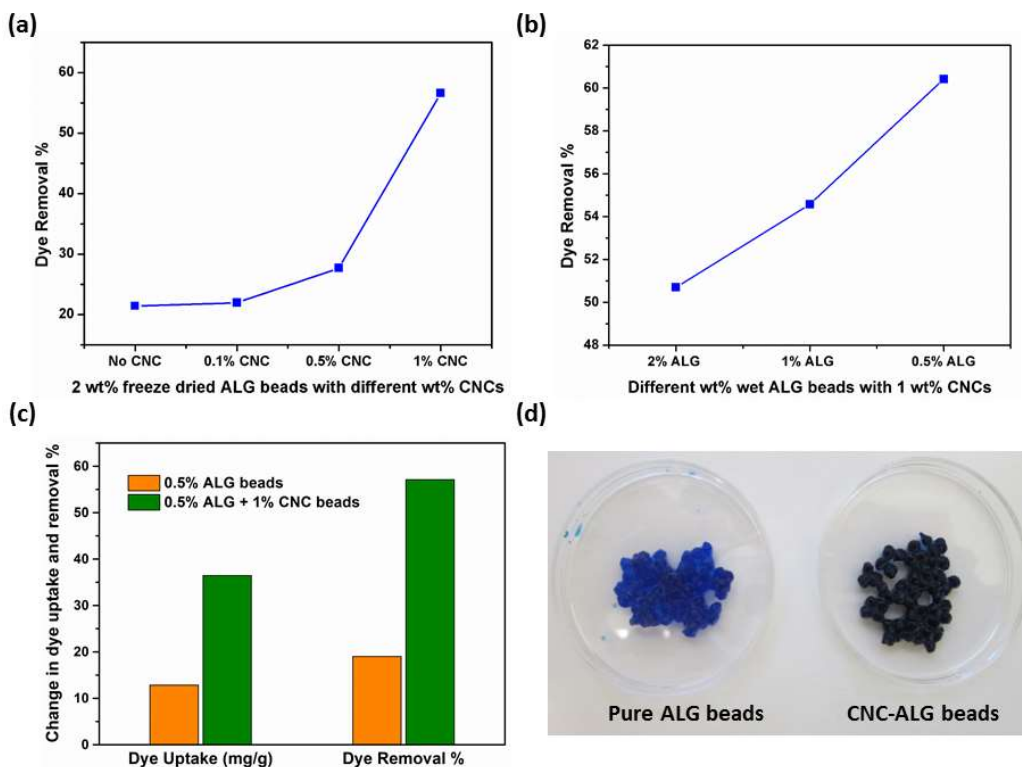 (a)
60
50
40
30
20
Dye Removal %
No CNC 0.1% CNC 0.5% CNC 1% CNC
2 wt% freeze dried ALG beads with different wt% CNCs
(b)
62
60
58
56
54
52
50
48
Dye Removal %
2% ALG 1% ALG 0.5% ALG
Different wt% wet ALG beads with 1 wt% CNCs
(c)
60
50
40
30
20
10
0
Change in dye uptake and removal %
0.5% ALG beads
0.5% ALG + 1% CNC beads
Dye Uptake (mg/g) Dye Removal %
(d)
Pure ALG beads CNC-ALG beads